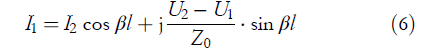 I₁ = I₂ cos βl + j (U₂ − U₁)/Z₀ · sin βl (6)